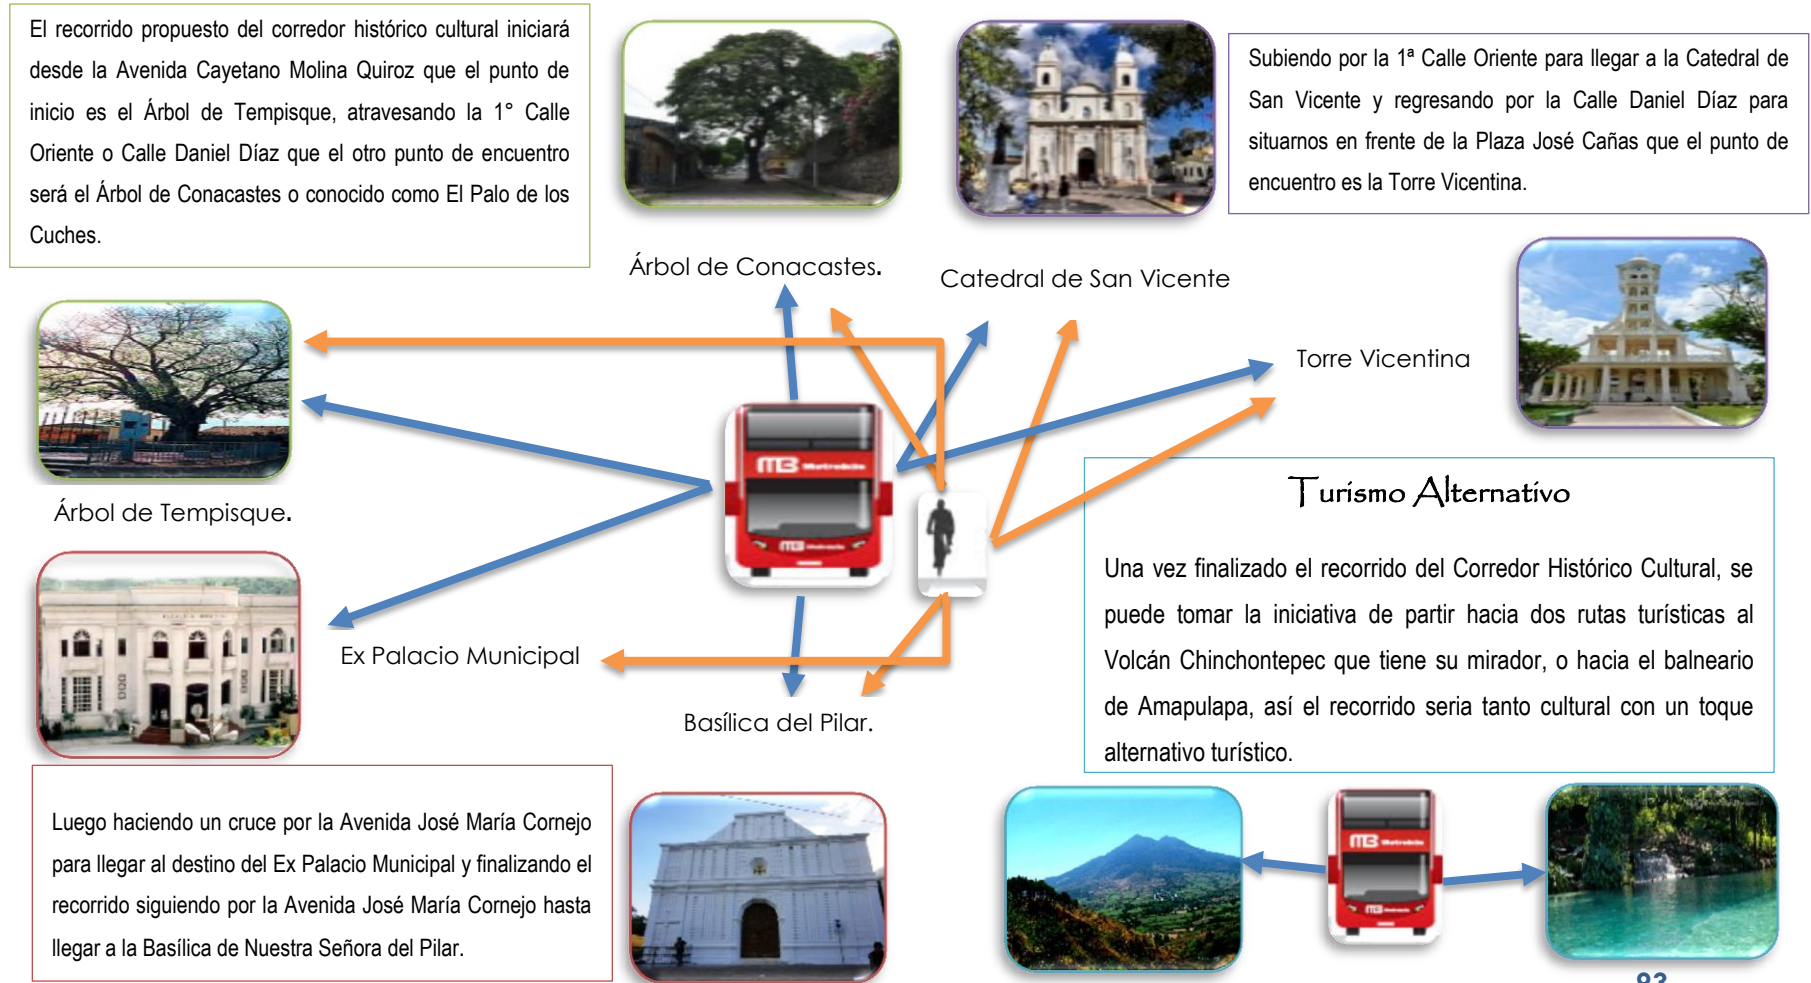 El recorrido propuesto del corredor histórico cultural iniciará
desde la Avenida Cayetano Molina Quiroz que el punto de
inicio es el Árbol de Tempisque, atravesando la 1° Calle
Oriente o Calle Daniel Díaz que el otro punto de encuentro
será el Árbol de Conacastes o conocido como El Palo de los
Cuches.
Subiendo por la 1ª Calle Oriente para llegar a la Catedral de
San Vicente y regresando por la Calle Daniel Díaz para
situarnos en frente de la Plaza José Cañas que el punto de
encuentro es la Torre Vicentina.
Árbol de Conacastes.
Catedral de San Vicente
Torre Vicentina
Árbol de Tempisque.
MB Metrobús
MB
Ex Palacio Municipal
Basílica del Pilar.
Turismo Alternativo
Una vez finalizado el recorrido del Corredor Histórico Cultural, se
puede tomar la iniciativa de partir hacia dos rutas turísticas al
Volcán Chinchontepec que tiene su mirador, o hacia el balneario
de Amapulapa, así el recorrido seria tanto cultural con un toque
alternativo turístico.
Luego haciendo un cruce por la Avenida José María Cornejo
para llegar al destino del Ex Palacio Municipal y finalizando el
recorrido siguiendo por la Avenida José María Cornejo hasta
llegar a la Basílica de Nuestra Señora del Pilar.
MB
MB
93